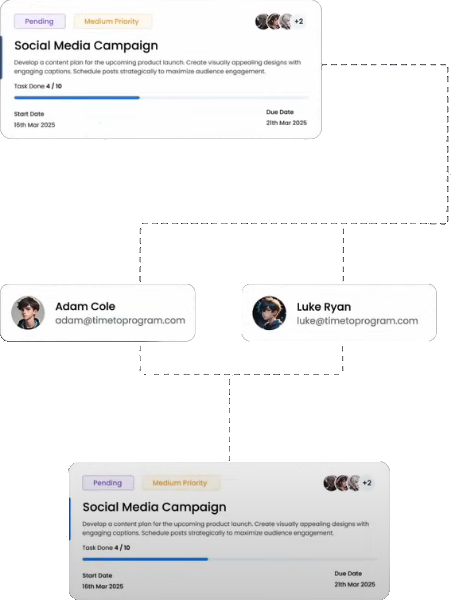 Pending Medium Priority +2
Social Media Campaign
Develop a content plan for the upcoming product launch. Create visually appealing designs with
engaging captions. Schedule posts strategically to maximize audience engagement.
Task Done 4 / 10
Start Date Due Date
16th Mar 2025 21th Mar 2025
Adam Cole
adam@timetoprogram.com
Luke Ryan
luke@timetoprogram.com
Pending Medium Priority +2
Social Media Campaign
Develop a content plan for the upcoming product launch. Create visually appealing designs with
engaging captions. Schedule posts strategically to maximize audience engagement.
Task Done 4 / 10
Start Date Due Date
16th Mar 2025 21th Mar 2025